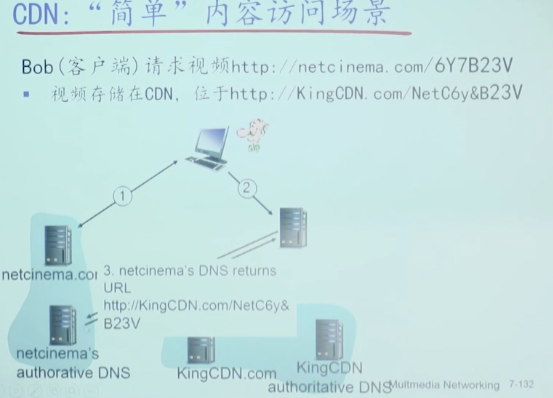 CDN：“简单”内容访问场景
Bob(客户端)请求视频http://netcinema.com/6Y7B23V
▪ 视频存储在CDN，位于http://KingCDN.com/NetC6y&B23V
1
2
netcinema.cor
3. netcinema's DNS returns
URL
http://KingCDN.com/NetC6y&
B23V
netcinema's
authorative DNS
KingCDN.com
KingCDN
authoritative DNS
Multmedia Networking 7-132